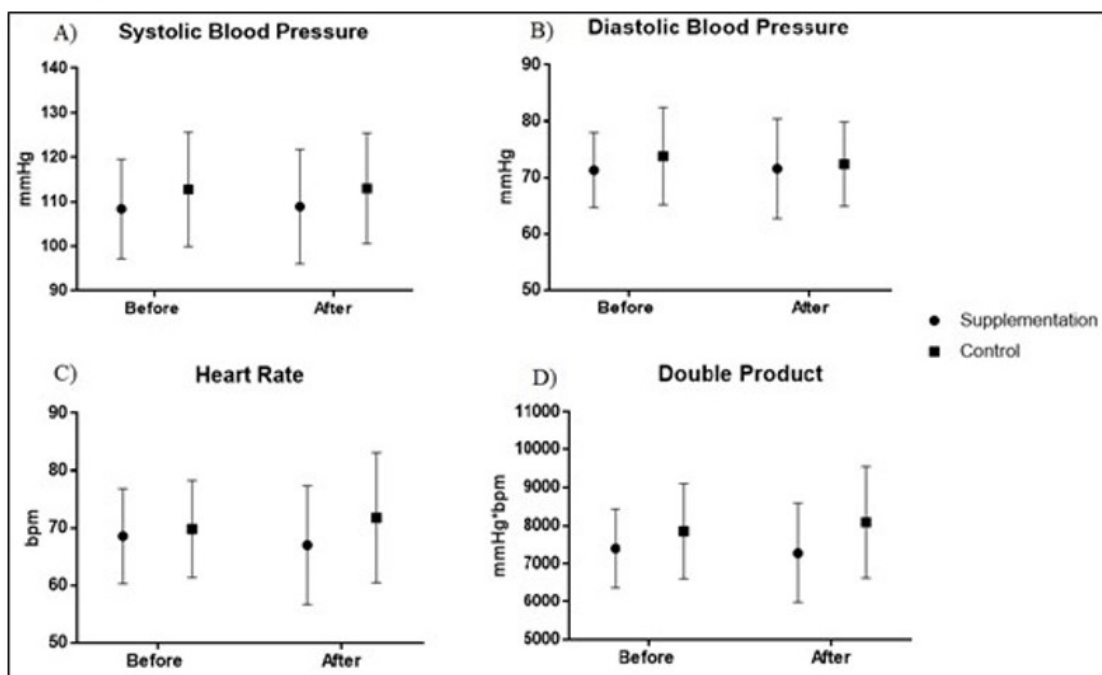 A) Systolic Blood Pressure
140
130
120
110
100
90
mmHg
Before After
B) Diastolic Blood Pressure
90
80
70
60
50
mmHg
Before After
Supplementation
Control
C) Heart Rate
90
80
70
60
50
bpm
Before After
D) Double Product
11000
10000
9000
8000
7000
6000
5000
mmHg*bpm
Before After